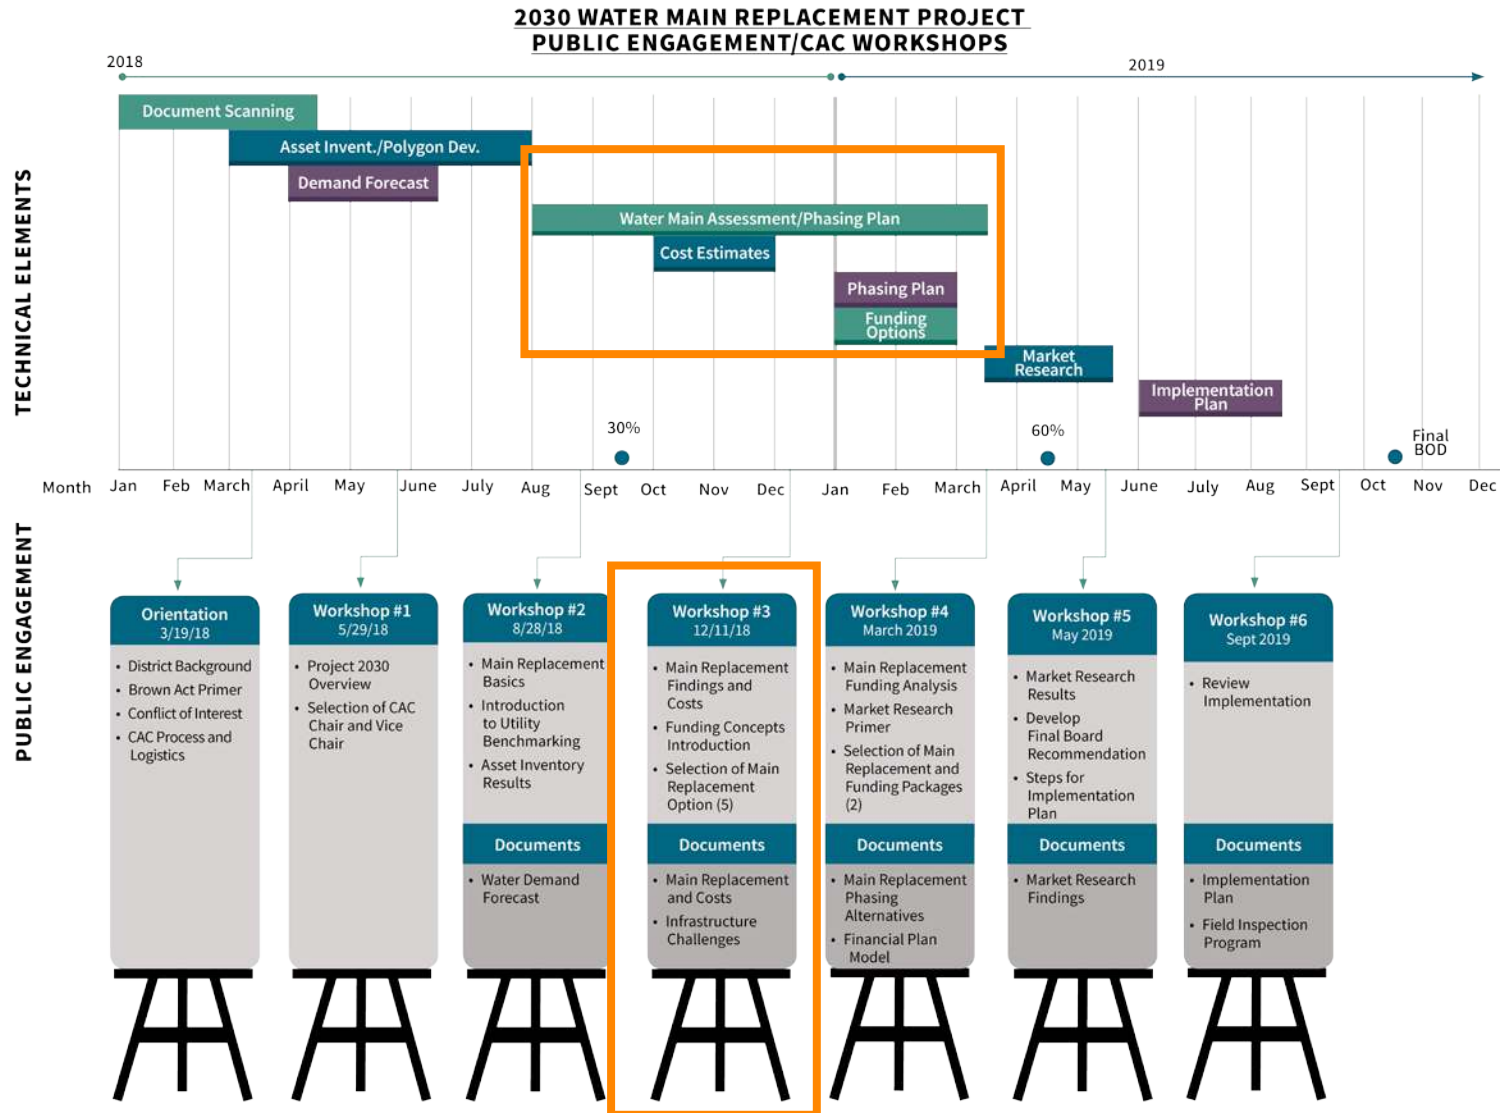 2030 WATER MAIN REPLACEMENT PROJECT
PUBLIC ENGAGEMENT/CAC WORKSHOPS
2018
2019
TECHNICAL ELEMENTS
Document Scanning
Asset Invent./Polygon Dev.
Demand Forecast
Water Main Assessment/Phasing Plan
Cost Estimates
Phasing Plan
Funding
Options
Market
Research
Implementation
Plan
30%
60%
Final
BOD
Month Jan Feb March April May June July Aug Sept Oct Nov Dec Jan Feb March April May June July Aug Sept Oct Nov Dec
PUBLIC ENGAGEMENT
Orientation
3/19/18
• District Background
• Brown Act Primer
• Conflict of Interest
• CAC Process and
Logistics
Workshop #1
5/29/18
• Project 2030
Overview
• Selection of CAC
Chair and Vice
Chair
Workshop #2
8/28/18
• Main Replacement
Basics
• Introduction
to Utility
Benchmarking
• Asset Inventory
Results
Documents
• Water Demand
Forecast
Workshop #3
12/11/18
• Main Replacement
Findings and
Costs
• Funding Concepts
Introduction
• Selection of Main
Replacement
Option (5)
Documents
• Main Replacement
and Costs
• Infrastructure
Challenges
Workshop #4
March 2019
• Main Replacement
Funding Analysis
• Market Research
Primer
• Selection of Main
Replacement and
Funding Packages
(2)
Documents
• Main Replacement
Phasing
Alternatives
• Financial Plan
Model
Workshop #5
May 2019
• Market Research
Results
• Develop
Final Board
Recommendation
• Steps for
Implementation
Plan
Documents
• Market Research
Findings
Workshop #6
Sept 2019
• Review
Implementation
Documents
• Implementation
Plan
• Field Inspection
Program